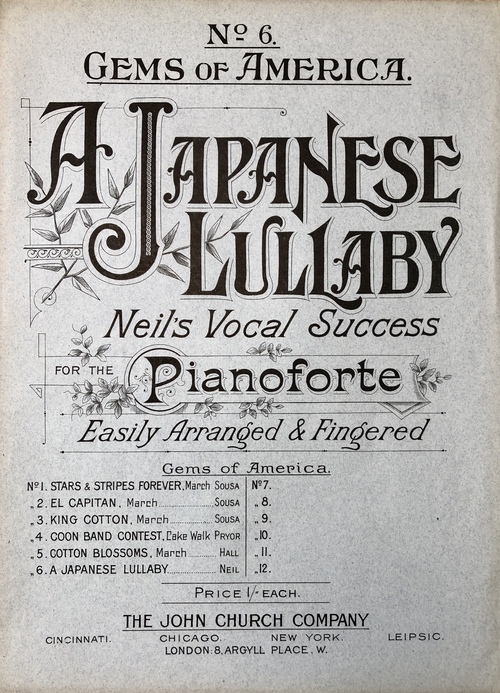 No 6.
GEMS OF AMERICA.
A JAPANESE
LULLABY
Neil's Vocal Success
FOR THE Pianoforte
Easily Arranged & Fingered
Gems of America.
No 1. STARS & STRIPES FOREVER, March SOUSA No 7.
„ 2. EL CAPITAN, March SOUSA „ 8.
„ 3. KING COTTON, March SOUSA „ 9.
„ 4. COON BAND CONTEST, Cake Walk PRYOR „ 10.
„ 5. COTTON BLOSSOMS, March HALL „ 11.
„ 6. A JAPANESE LULLABY NEIL „ 12.
PRICE 1/- EACH.
THE JOHN CHURCH COMPANY
CINCINNATI. CHICAGO. NEW YORK. LEIPSIC.
LONDON: 8, ARGYLL PLACE, W.